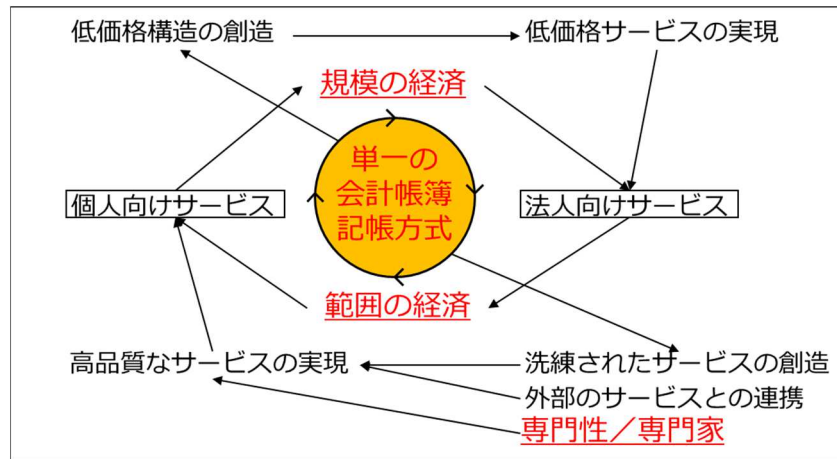 低価格構造の創造
低価格サービスの実現
規模の経済
単一の
会計帳簿
記帳方式
個人向けサービス
法人向けサービス
範囲の経済
高品質なサービスの実現
洗練されたサービスの創造
外部のサービスとの連携
専門性／専門家